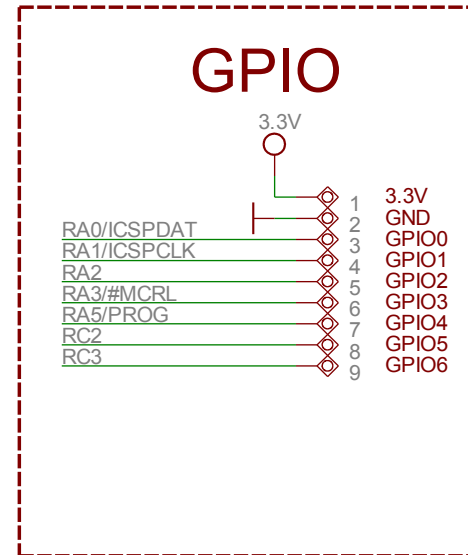 GPIO
3.3V
1 3.3V
2 GND
RA0/ICSPDAT 3 GPIO0
RA1/ICSPCLK 4 GPIO1
RA2 5 GPIO2
RA3/#MCRL 6 GPIO3
RA5/PROG 7 GPIO4
RC2 8 GPIO5
RC3 9 GPIO6